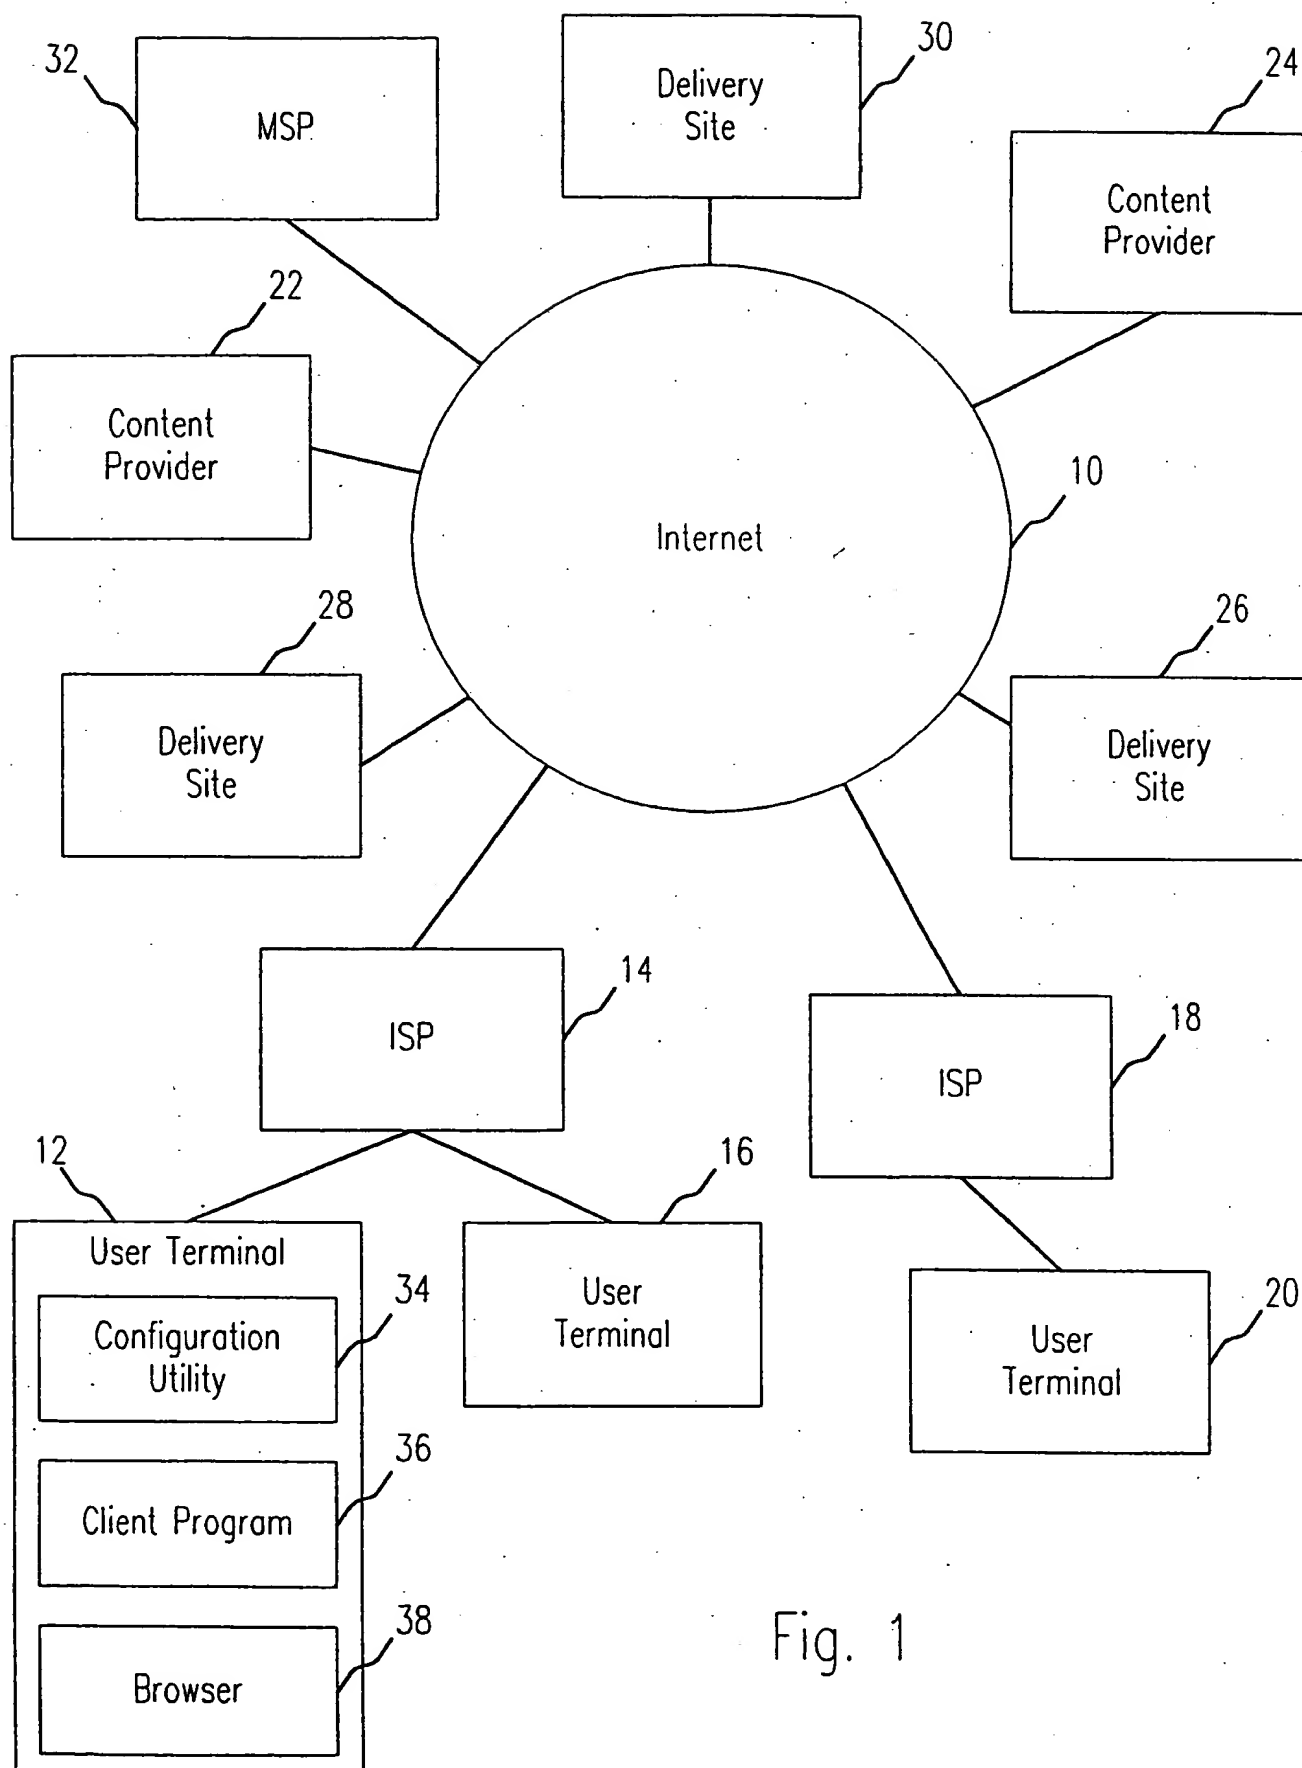 32
MSP
Delivery
Site
30
24
Content
Provider
22
Content
Provider
Internet
10
28
Delivery
Site
26
Delivery
Site
14
ISP
18
ISP
12
User Terminal
34
Configuration
Utility
36
Client Program
38
Browser
16
User
Terminal
20
User
Terminal
Fig. 1